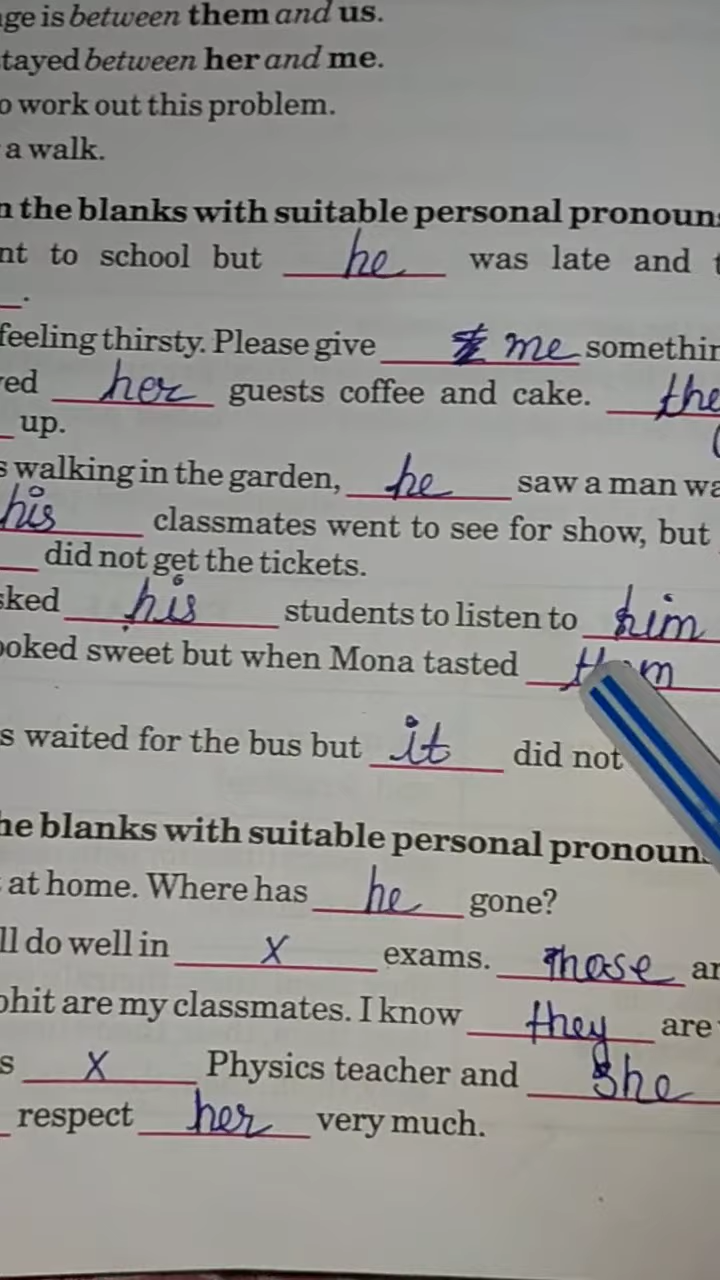 ge is between them and us.
tayed between her and me.
o work out this problem.
a walk.
n the blanks with suitable personal pronouns
nt to school but he was late and t
.
feeling thirsty. Please give me somethin
ed her guests coffee and cake. the
up.
s walking in the garden, he saw a man wa
his classmates went to see for show, but
did not get the tickets.
sked his students to listen to him
ooked sweet but when Mona tasted them
s waited for the bus but it did not
he blanks with suitable personal pronoun
at home. Where has he gone?
ll do well in x exams. Those ar
ohit are my classmates. I know they are
s x Physics teacher and She
respect her very much.